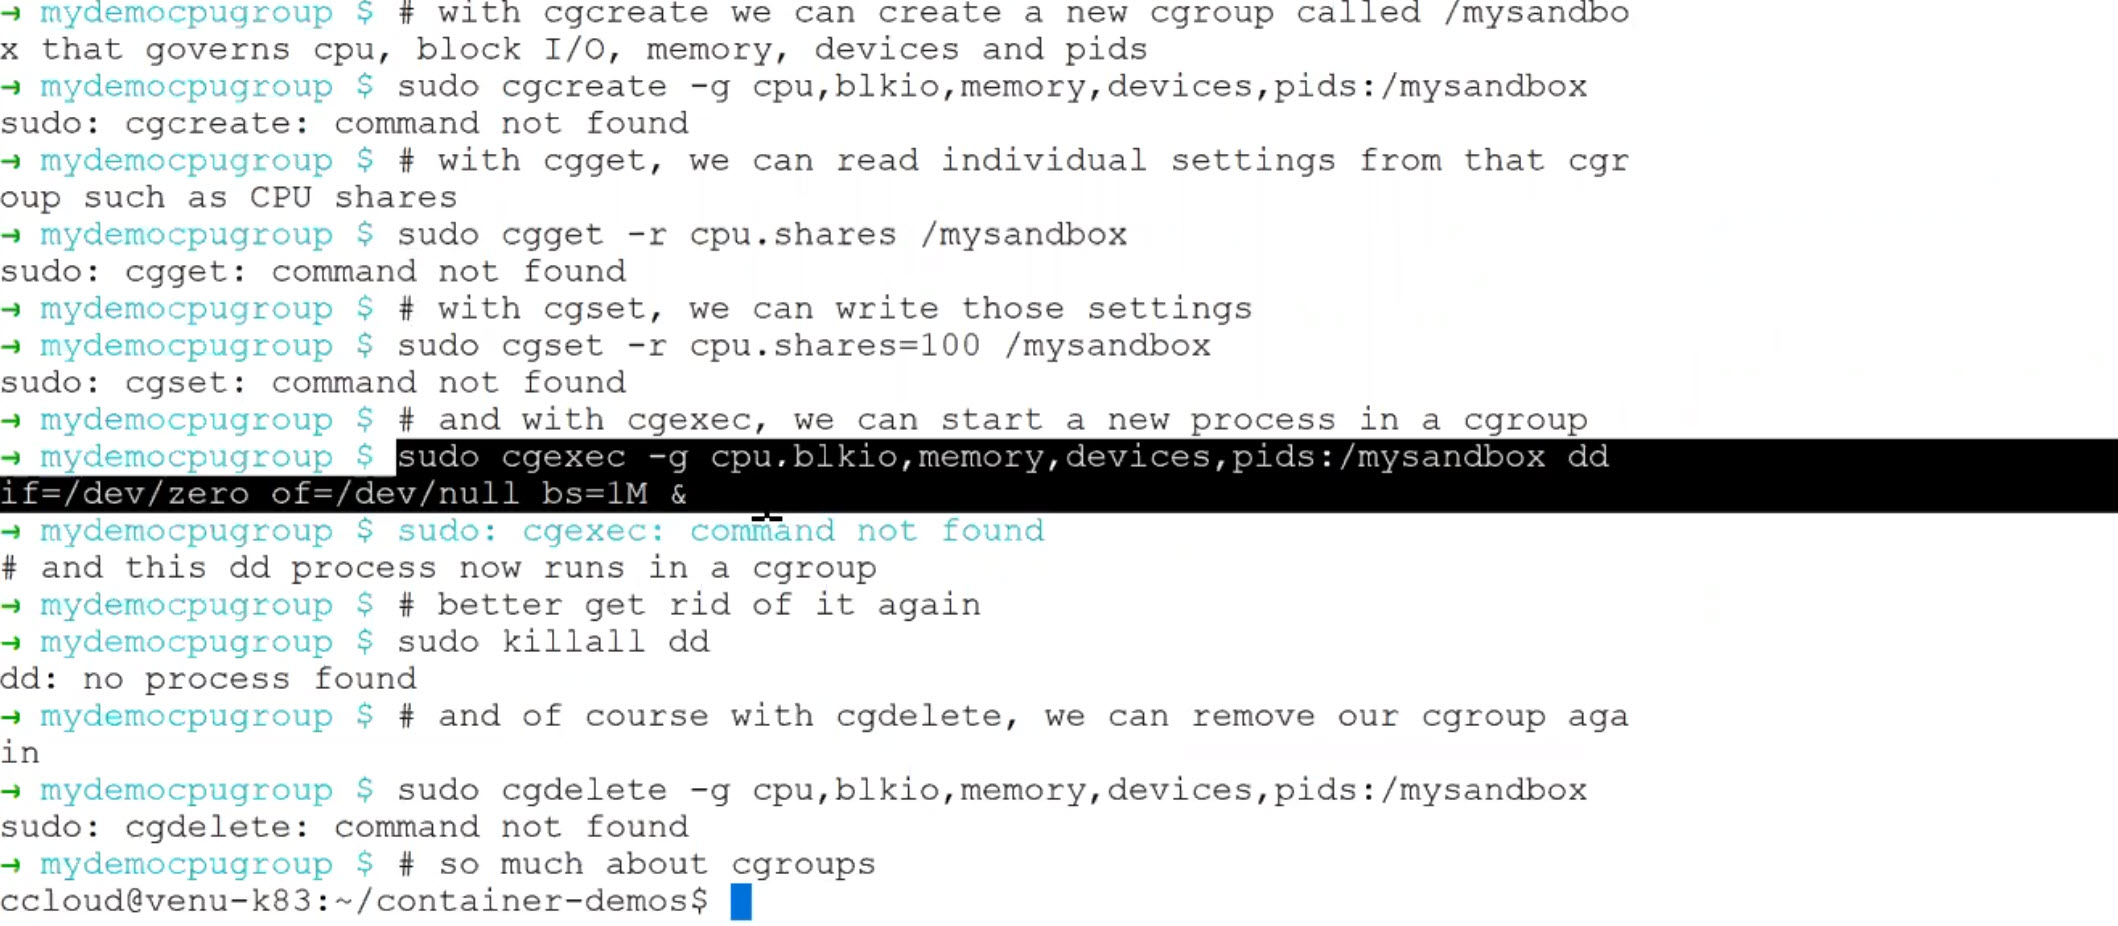 → mydemocpugroup $ # with cgcreate we can create a new cgroup called /mysandbo
x that governs cpu, block I/O, memory, devices and pids
→ mydemocpugroup $ sudo cgcreate -g cpu,blkio,memory,devices,pids:/mysandbox
sudo: cgcreate: command not found
→ mydemocpugroup $ # with cgget, we can read individual settings from that cgr
oup such as CPU shares
→ mydemocpugroup $ sudo cgget -r cpu.shares /mysandbox
sudo: cgget: command not found
→ mydemocpugroup $ # with cgset, we can write those settings
→ mydemocpugroup $ sudo cgset -r cpu.shares=100 /mysandbox
sudo: cgset: command not found
→ mydemocpugroup $ # and with cgexec, we can start a new process in a cgroup
→ mydemocpugroup $ sudo cgexec -g cpu,blkio,memory,devices,pids:/mysandbox dd
if=/dev/zero of=/dev/null bs=1M &
→ mydemocpugroup $ sudo: cgexec: command not found
# and this dd process now runs in a cgroup
→ mydemocpugroup $ # better get rid of it again
→ mydemocpugroup $ sudo killall dd
dd: no process found
→ mydemocpugroup $ # and of course with cgdelete, we can remove our cgroup aga
in
→ mydemocpugroup $ sudo cgdelete -g cpu,blkio,memory,devices,pids:/mysandbox
sudo: cgdelete: command not found
→ mydemocpugroup $ # so much about cgroups
ccloud@venu-k83:~/container-demos$